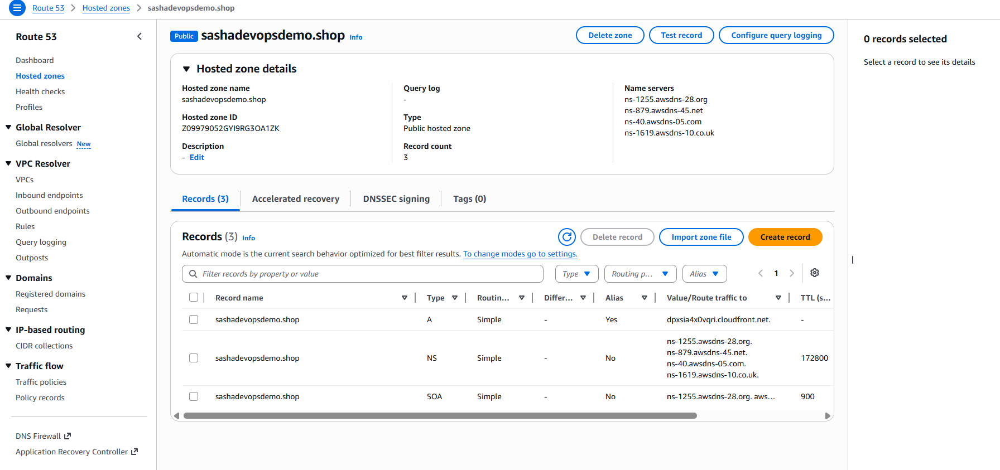 Route 53 > Hosted zones > sashadevopsdemo.shop
Route 53
Dashboard
Hosted zones
Health checks
Profiles
Global Resolver
Global resolvers New
VPC Resolver
VPCs
Inbound endpoints
Outbound endpoints
Rules
Query logging
Outposts
Domains
Registered domains
Requests
IP-based routing
CIDR collections
Traffic flow
Traffic policies
Policy records
DNS Firewall
Application Recovery Controller
Public sashadevopsdemo.shop Info
Delete zone Test record Configure query logging
Hosted zone details
Hosted zone name
sashadevopsdemo.shop
Hosted zone ID
Z09979052GYI9RG3OA1ZK
Description
- Edit
Query log
-
Type
Public hosted zone
Record count
3
Name servers
ns-1255.awsdns-28.org
ns-879.awsdns-45.net
ns-40.awsdns-05.com
ns-1619.awsdns-10.co.uk
Records (3) Accelerated recovery DNSSEC signing Tags (0)
Records (3) Info
Delete record Import zone file Create record
Automatic mode is the current search behavior optimized for best filter results. To change modes go to settings.
Filter records by property or value Type Routing p... Alias 1
Record name Type Routin... Differ... Alias Value/Route traffic to TTL (s...
sashadevopsdemo.shop A Simple - Yes dpxsia4x0vqri.cloudfront.net. -
sashadevopsdemo.shop NS Simple - No ns-1255.awsdns-28.org.
ns-879.awsdns-45.net.
ns-40.awsdns-05.com.
ns-1619.awsdns-10.co.uk. 172800
sashadevopsdemo.shop SOA Simple - No ns-1255.awsdns-28.org. aws... 900
0 records selected
Select a record to see its details